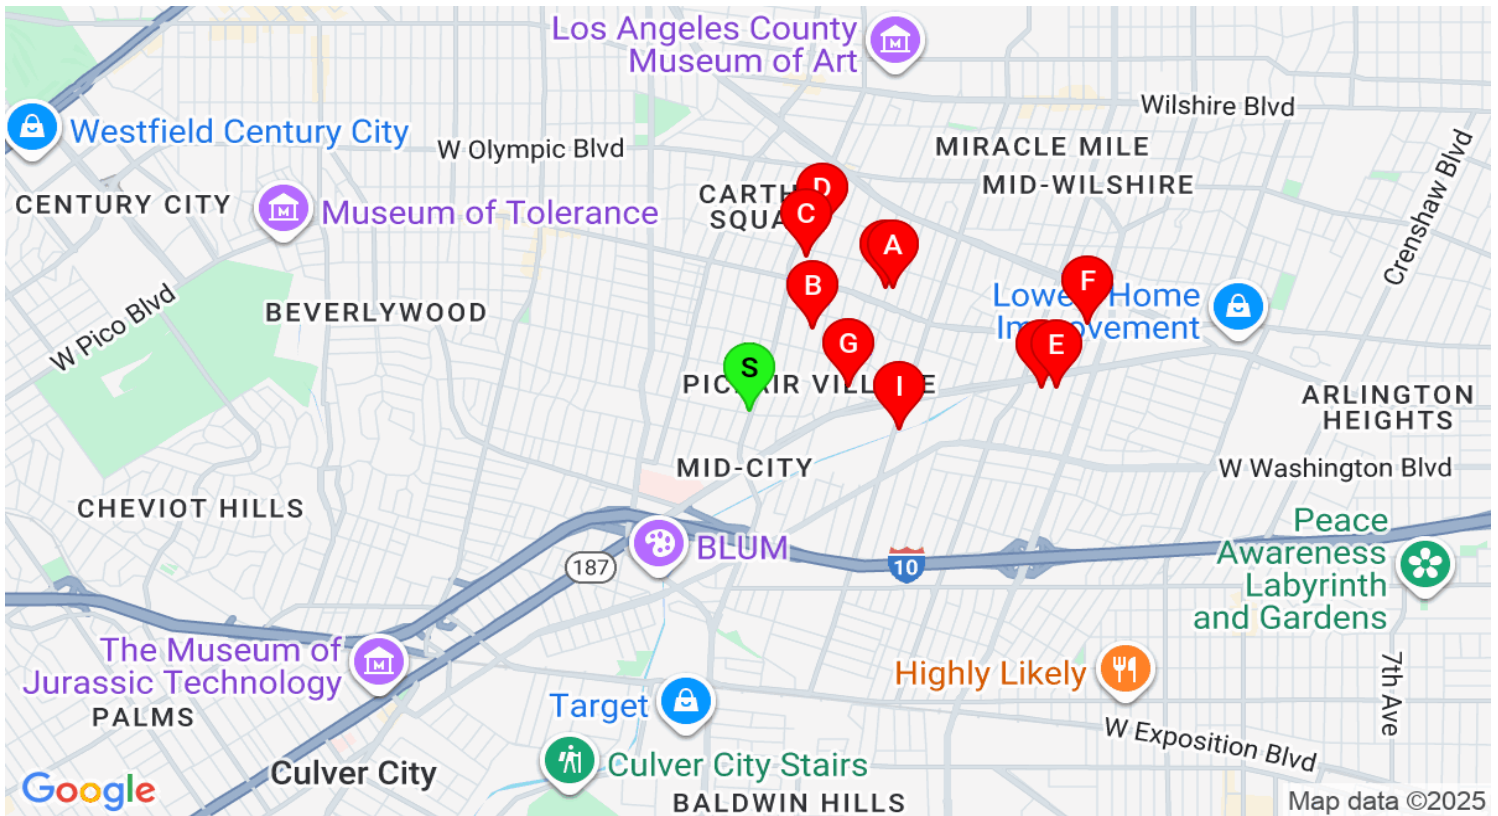 Los Angeles County
Museum of Art
Wilshire Blvd
Westfield Century City
W Olympic Blvd
MIRACLE MILE
MID-WILSHIRE
Crenshaw Blvd
CENTURY CITY
Museum of Tolerance
D
C
A
B
F
W Pico Blvd
BEVERLYWOOD
Home
G
E
S
I
ARLINGTON
HEIGHTS
MID-CITY
W Washington Blvd
CHEVIOT HILLS
BLUM
187
10
Peace
Awareness
Labyrinth
and Gardens
The Museum of
Jurassic Technology
PALMS
Target
Highly Likely
7th Ave
W Exposition Blvd
Culver City
Culver City Stairs
BALDWIN HILLS
Google
Map data ©2025